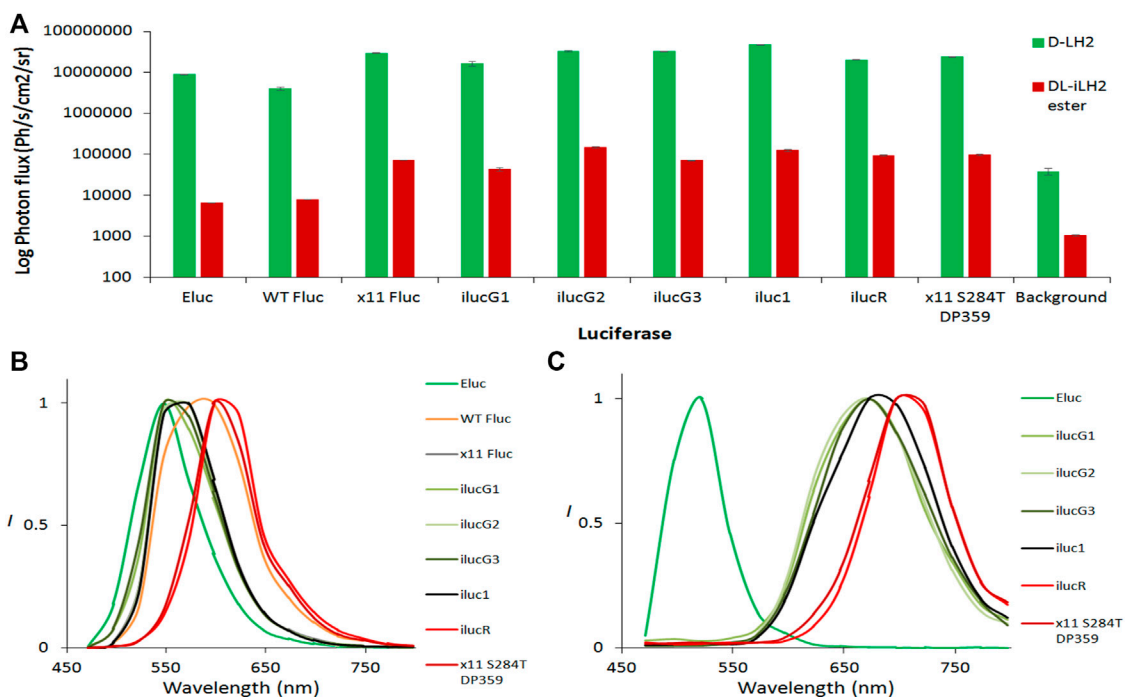 A
Log Photon flux(Ph/s/cm2/sr)
100000000
10000000
1000000
100000
10000
1000
100
D-LH2
DL-iLH2
ester
Eluc
WT Fluc
x11 Fluc
ilucG1
ilucG2
ilucG3
iluc1
ilucR
x11 S284T
DP359
Background
Luciferase
B
I
1
0.5
0
450
550
650
750
Wavelength (nm)
Eluc
WT Fluc
x11 Fluc
ilucG1
ilucG2
ilucG3
iluc1
ilucR
x11 S284T
DP359
C
I
1
0.5
0
450
550
650
750
Wavelength (nm)
Eluc
ilucG1
ilucG2
ilucG3
iluc1
ilucR
x11 S284T
DP359